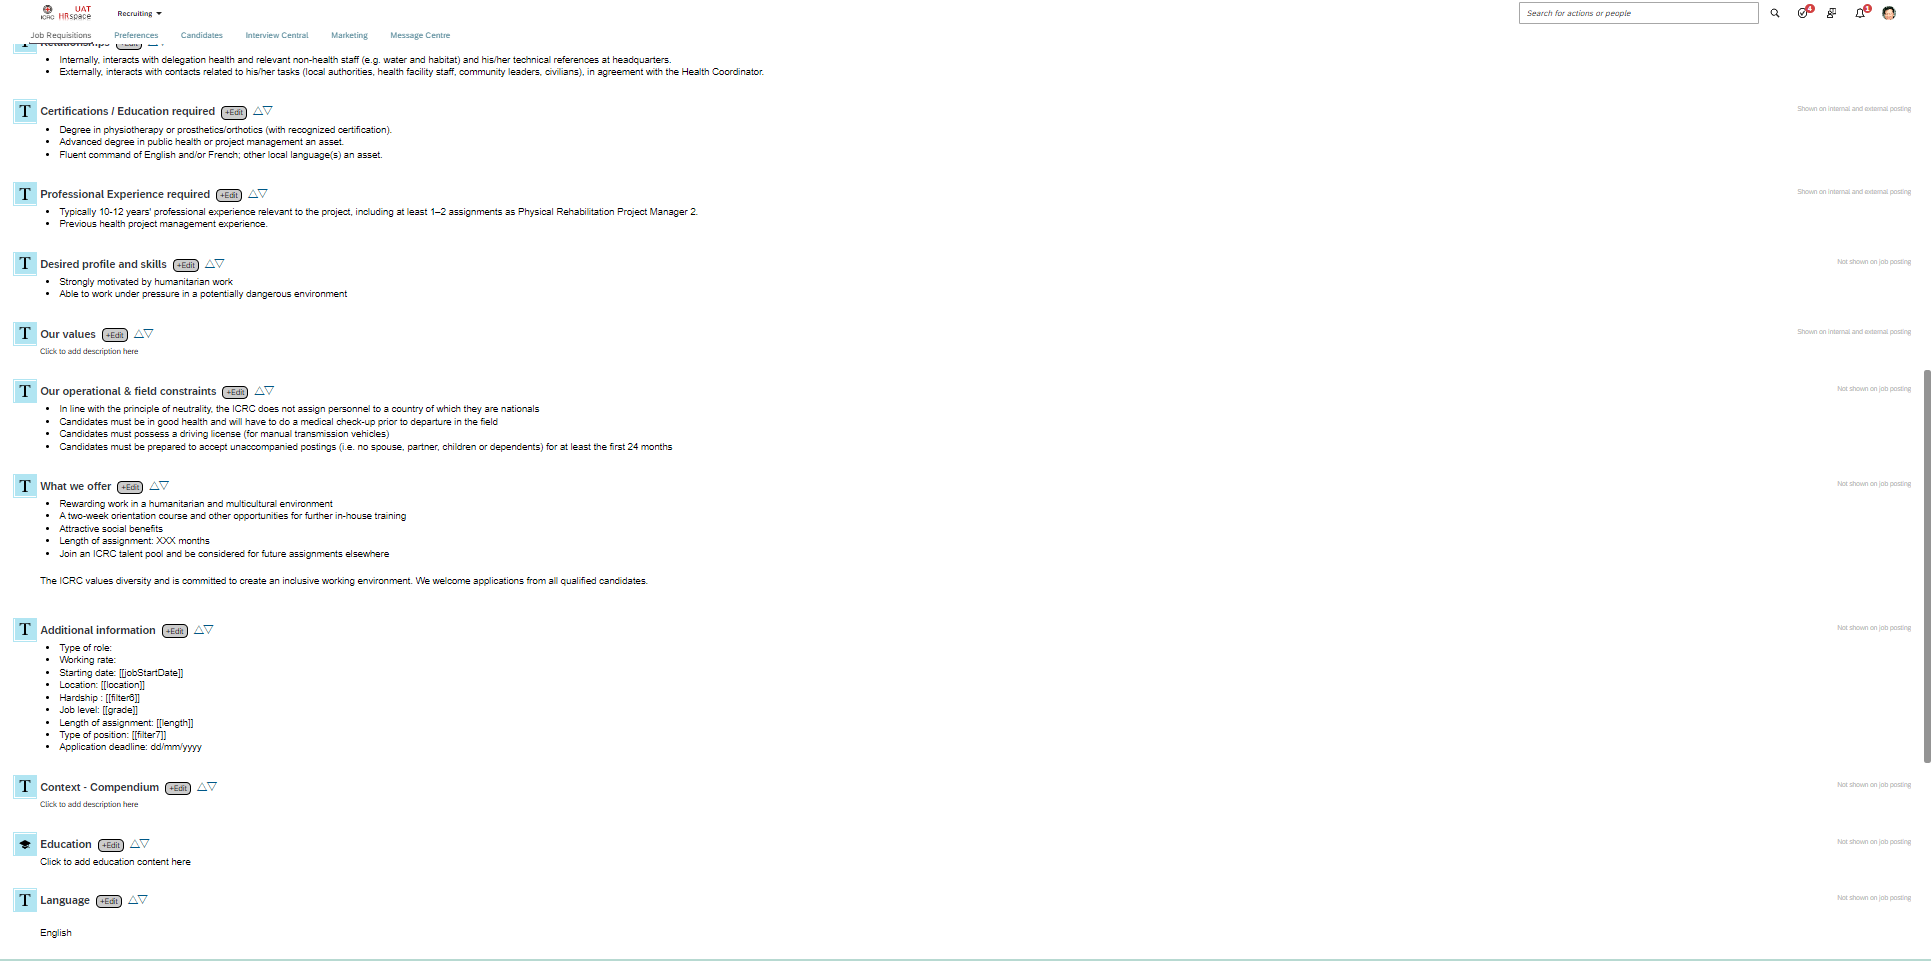 ICRC
UAT
HRspace
Recruiting
Search for actions or people
4
1
Job Requisitions
Preferences
Candidates
Interview Central
Marketing
Message Centre
T Relationships +Edit
• Internally, interacts with delegation health and relevant non-health staff (e.g. water and habitat) and his/her technical references at headquarters.
• Externally, interacts with contacts related to his/her tasks (local authorities, health facility staff, community leaders, civilians), in agreement with the Health Coordinator.
T Certifications / Education required +Edit
Shown on internal and external posting
• Degree in physiotherapy or prosthetics/orthotics (with recognized certification).
• Advanced degree in public health or project management an asset.
• Fluent command of English and/or French; other local language(s) an asset.
T Professional Experience required +Edit
Shown on internal and external posting
• Typically 10-12 years' professional experience relevant to the project, including at least 1–2 assignments as Physical Rehabilitation Project Manager 2.
• Previous health project management experience.
T Desired profile and skills +Edit
Not shown on job posting
• Strongly motivated by humanitarian work
• Able to work under pressure in a potentially dangerous environment
T Our values +Edit
Shown on internal and external posting
Click to add description here
T Our operational & field constraints +Edit
Not shown on job posting
• In line with the principle of neutrality, the ICRC does not assign personnel to a country of which they are nationals
• Candidates must be in good health and will have to do a medical check-up prior to departure in the field
• Candidates must possess a driving license (for manual transmission vehicles)
• Candidates must be prepared to accept unaccompanied postings (i.e. no spouse, partner, children or dependents) for at least the first 24 months
T What we offer +Edit
Not shown on job posting
• Rewarding work in a humanitarian and multicultural environment
• A two-week orientation course and other opportunities for further in-house training
• Attractive social benefits
• Length of assignment: XXX months
• Join an ICRC talent pool and be considered for future assignments elsewhere
The ICRC values diversity and is committed to create an inclusive working environment. We welcome applications from all qualified candidates.
T Additional information +Edit
Not shown on job posting
• Type of role:
• Working rate:
• Starting date: [[jobStartDate]]
• Location: [[location]]
• Hardship : [[filter6]]
• Job level: [[grade]]
• Length of assignment: [[length]]
• Type of position: [[filter7]]
• Application deadline: dd/mm/yyyy
T Context - Compendium +Edit
Not shown on job posting
Click to add description here
Education +Edit
Not shown on job posting
Click to add education content here
T Language +Edit
Not shown on job posting
English